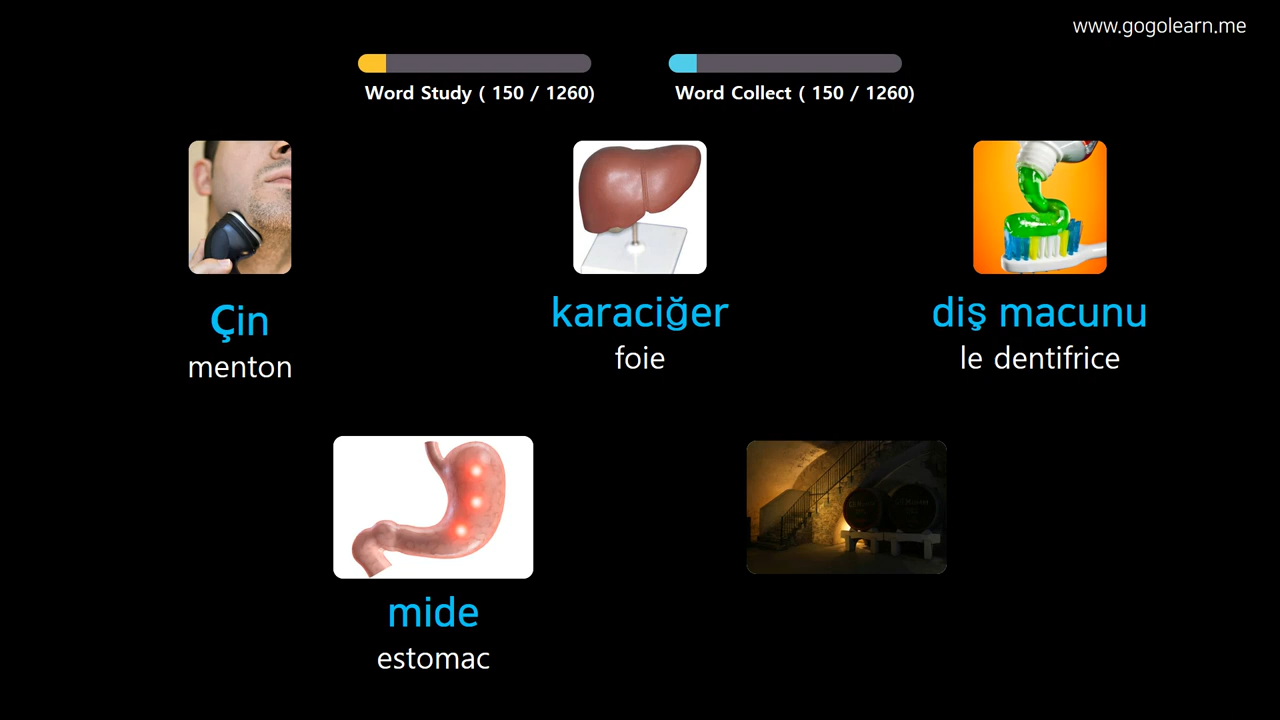 www.gogolearn.me
Word Study ( 150 / 1260)
Word Collect ( 150 / 1260)
Çin
menton
karaciğer
foie
diş macunu
le dentifrice
mide
estomac